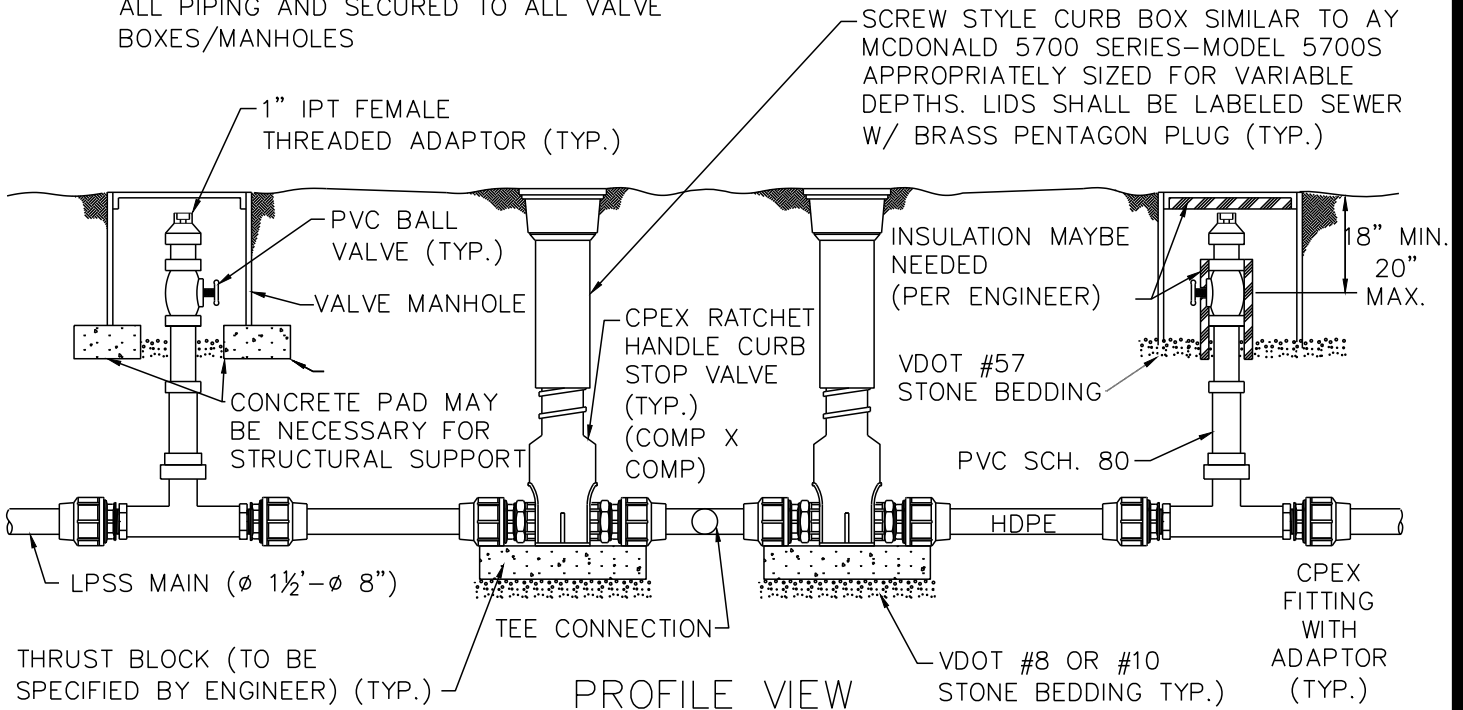 ALL PIPING AND SECURED TO ALL VALVE
BOXES/MANHOLES
SCREW STYLE CURB BOX SIMILAR TO AY
MCDONALD 5700 SERIES-MODEL 5700S
APPROPRIATELY SIZED FOR VARIABLE
DEPTHS. LIDS SHALL BE LABELED SEWER
W/ BRASS PENTAGON PLUG (TYP.)
1" IPT FEMALE
THREADED ADAPTOR (TYP.)
PVC BALL
VALVE (TYP.)
VALVE MANHOLE
INSULATION MAYBE
NEEDED
(PER ENGINEER)
18" MIN.
20"
MAX.
CPEX RATCHET
HANDLE CURB
STOP VALVE
(TYP.)
(COMP X
COMP)
VDOT #57
STONE BEDDING
CONCRETE PAD MAY
BE NECESSARY FOR
STRUCTURAL SUPPORT
PVC SCH. 80
HDPE
LPSS MAIN (ø 1½'-ø 8")
TEE CONNECTION
CPEX
FITTING
WITH
ADAPTOR
(TYP.)
THRUST BLOCK (TO BE
SPECIFIED BY ENGINEER) (TYP.)
VDOT #8 OR #10
STONE BEDDING TYP.)
PROFILE VIEW